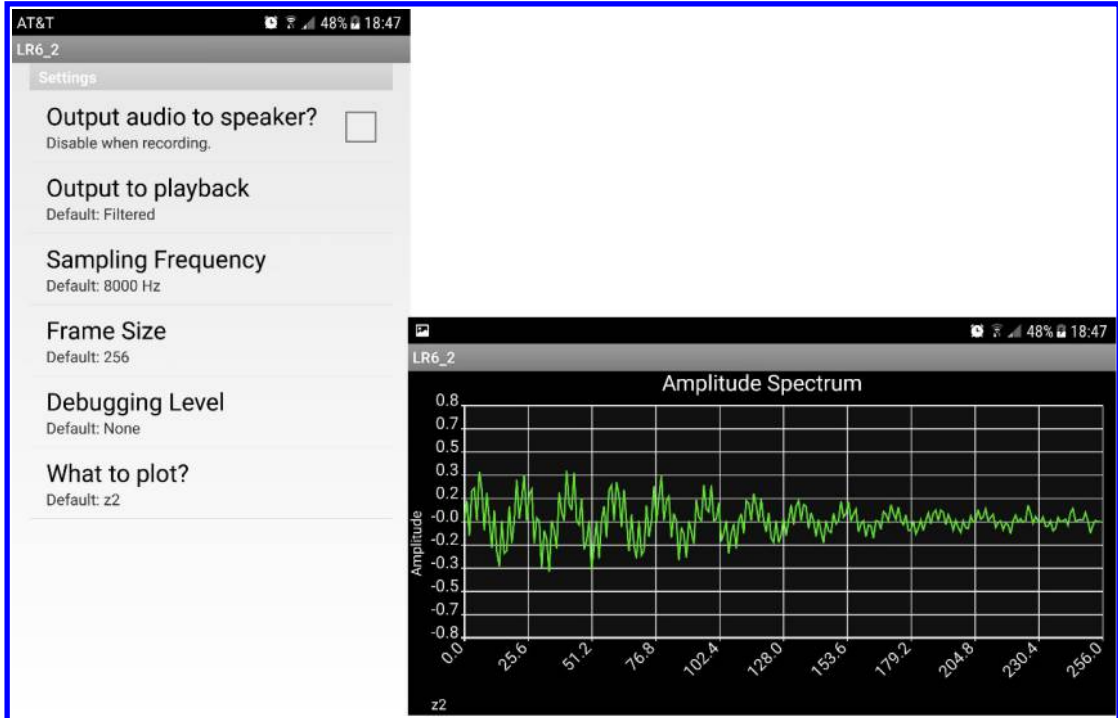 AT&T 48% 18:47
LR6_2
Settings
Output audio to speaker?
Disable when recording.
Output to playback
Default: Filtered
Sampling Frequency
Default: 8000 Hz
Frame Size
Default: 256
Debugging Level
Default: None
What to plot?
Default: z2
48% 18:47
LR6_2
Amplitude Spectrum
Amplitude
0.8
0.7
0.5
0.3
0.2
-0.0
-0.2
-0.3
-0.5
-0.7
-0.8
0.0 25.6 51.2 76.8 102.4 128.0 153.6 179.2 204.8 230.4 256.0
z2